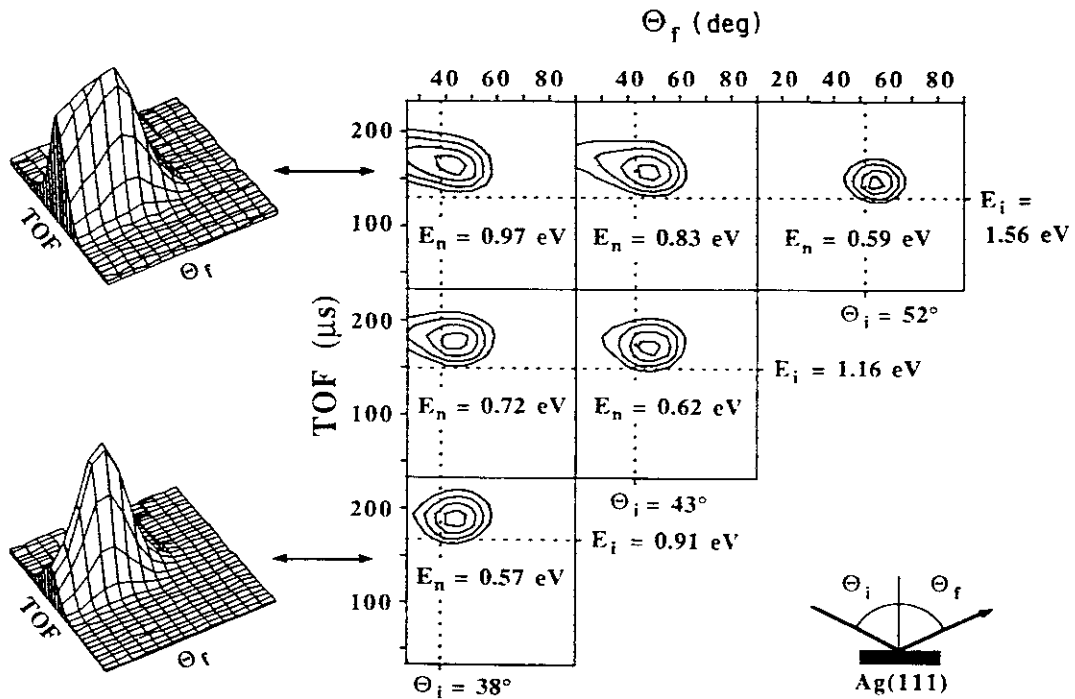 Θf (deg)
40 60 80 40 60 80 20 40 60 80
TOF
Θf
TOF (μs)
200
100
En = 0.97 eV
En = 0.83 eV
En = 0.59 eV
Ei =
1.56 eV
Θi = 52°
200
100
En = 0.72 eV
En = 0.62 eV
Ei = 1.16 eV
Θi = 43°
200
100
En = 0.57 eV
Ei = 0.91 eV
Θi = 38°
TOF
Θf
Θi
Θf
Ag(111)